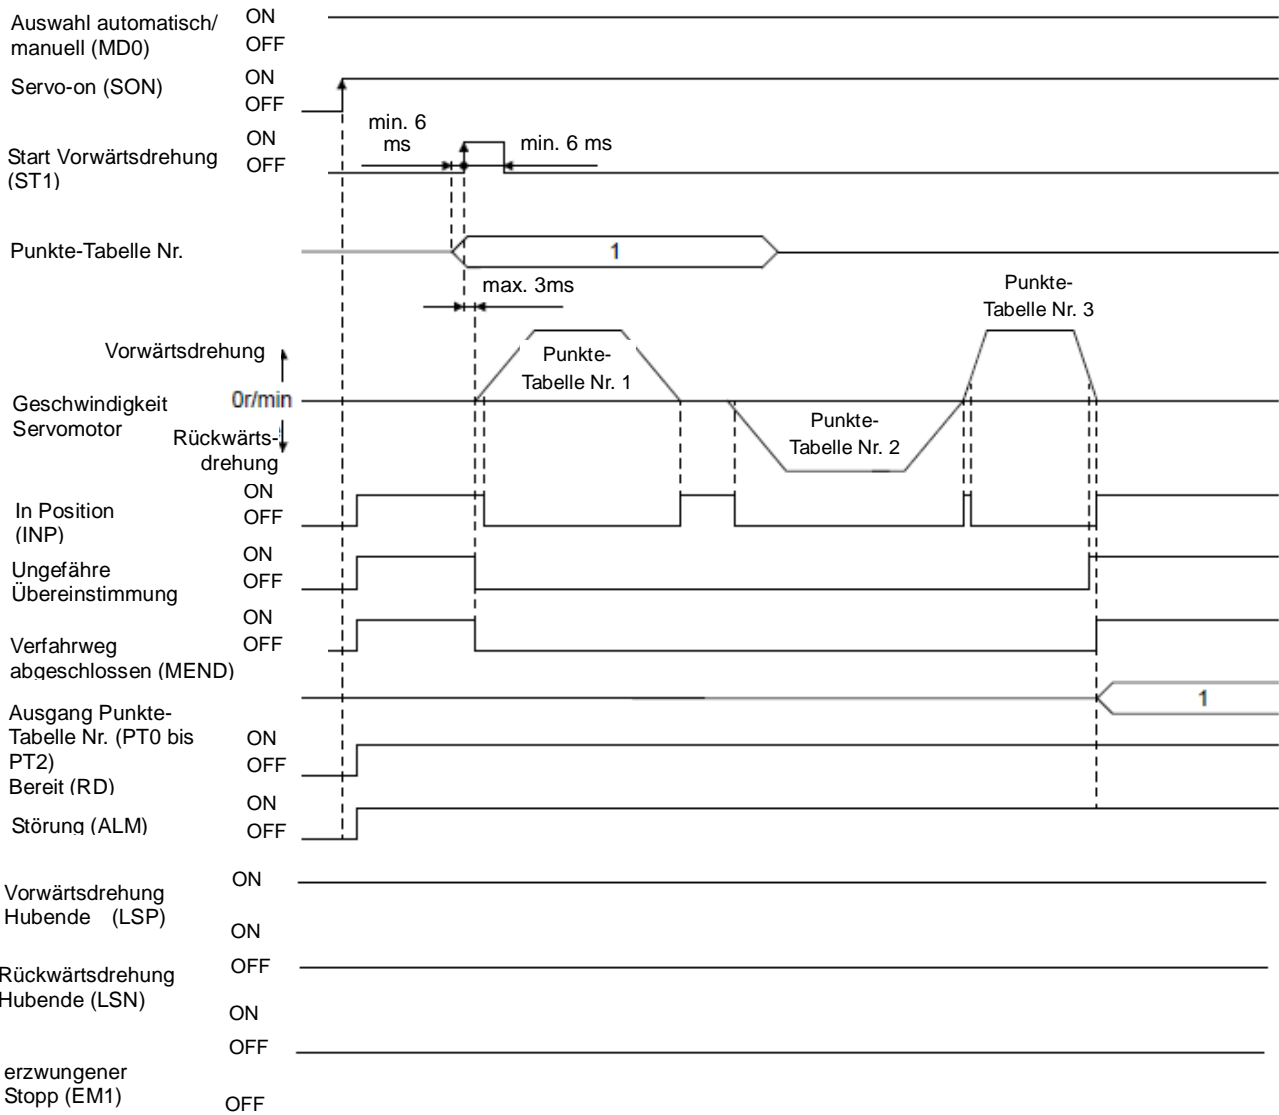 Auswahl automatisch/
manuell (MD0)
ON
OFF
Servo-on (SON)
ON
OFF
min. 6
ms
min. 6 ms
Start Vorwärtsdrehung
(ST1)
ON
OFF
Punkte-Tabelle Nr.
1
max. 3ms
Punkte-
Tabelle Nr. 3
Vorwärtsdrehung
Punkte-
Tabelle Nr. 1
Geschwindigkeit
Servomotor
0r/min
Punkte-
Tabelle Nr. 2
Rückwärts-
drehung
In Position
(INP)
ON
OFF
Ungefähre
Übereinstimmung
ON
OFF
Verfahrweg
abgeschlossen (MEND)
ON
OFF
1
Ausgang Punkte-
Tabelle Nr. (PT0 bis
PT2)
Bereit (RD)
ON
OFF
Störung (ALM)
ON
OFF
Vorwärtsdrehung
Hubende (LSP)
ON
ON
Rückwärtsdrehung
Hubende (LSN)
OFF
ON
OFF
erzwungener
Stopp (EM1)
OFF